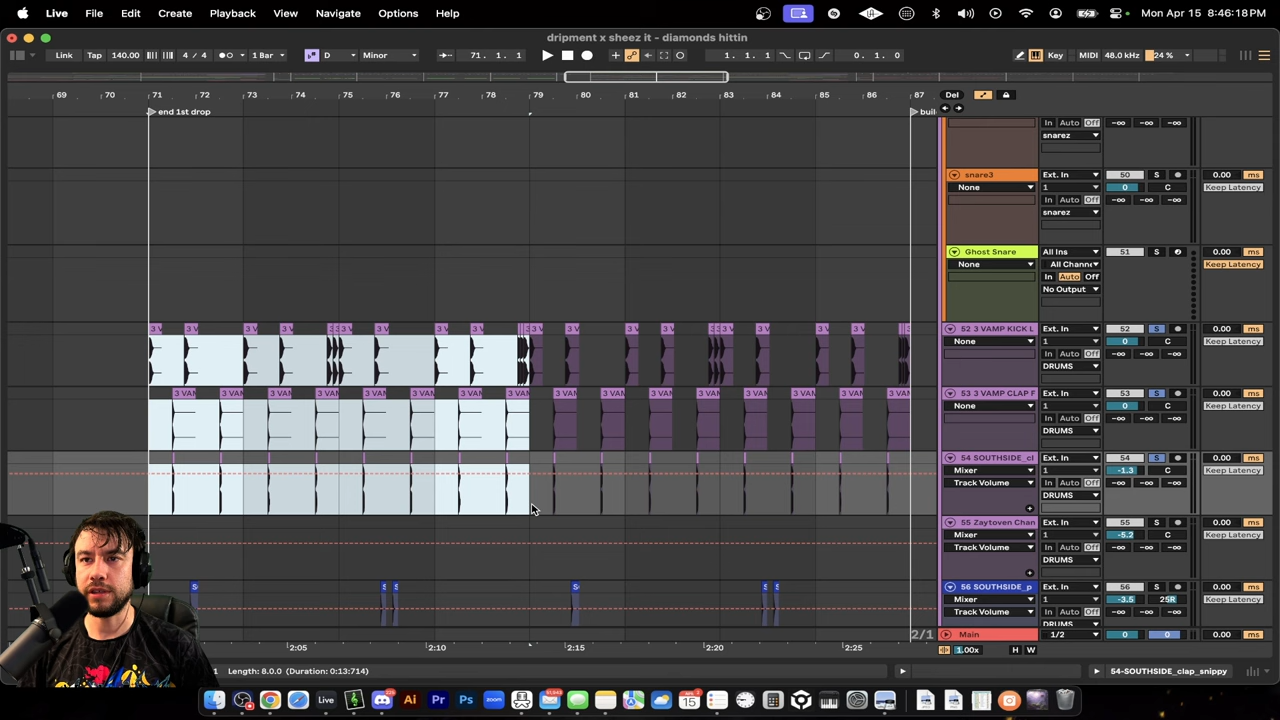 Live File Edit Create Playback View Navigate Options Help Mon Apr 15 8:46:18 PM
dripment x sheez it - diamonds hittin
Link Tap 140.00 4 / 4 1 Bar D Minor 71. 1. 1 1. 1. 1 8. 0. 0 Key MIDI 48.0 kHz 24 %
69 70 71 72 73 74 75 76 77 78 79 80 81 82 83 84 85 86 87 Del
end 1st drop buil
In Auto Off -∞ -∞ -∞ ms
snarez
snare3 Ext. In 50 S 0.00 ms
None 1 0 C Keep Latency
In Auto Off -∞ -∞ -∞
snarez
Ghost Snare All Ins 51 S 0.00 ms
None All Channe Keep Latency
In Auto Off
No Output
52 3 VAMP KICK L Ext. In 52 S 0.00 ms
None 1 0 C Keep Latency
In Auto Off -∞ -∞ -∞
DRUMS
3 VAM 3 VAM 3 VAM 53 3 VAMP CLAP F Ext. In 53 S 0.00 ms
None 1 0 C Keep Latency
In Auto Off -∞ -∞ -∞
DRUMS
54 SOUTHSIDE_cl Ext. In 54 S 0.00 ms
Mixer 1 -1.3 C Keep Latency
Track Volume In Auto Off -∞ -∞ -∞
DRUMS
55 Zaytoven Chan Ext. In 55 S 0.00 ms
Mixer 1 -5.2 C Keep Latency
Track Volume In Auto Off -∞ -∞ -∞
DRUMS
56 SOUTHSIDE_p Ext. In 56 S 0.00 ms
Mixer 1 -3.5 25R Keep Latency
Track Volume In Auto Off -∞ -∞ -∞
DRUMS
2/1 Main 1/2 0 0 0.00 ms
2:05 2:10 2:15 2:20 2:25 1.00x H W
1 Length: 8.0.0 (Duration: 0:13:714) 54-SOUTHSIDE_clap_snippy